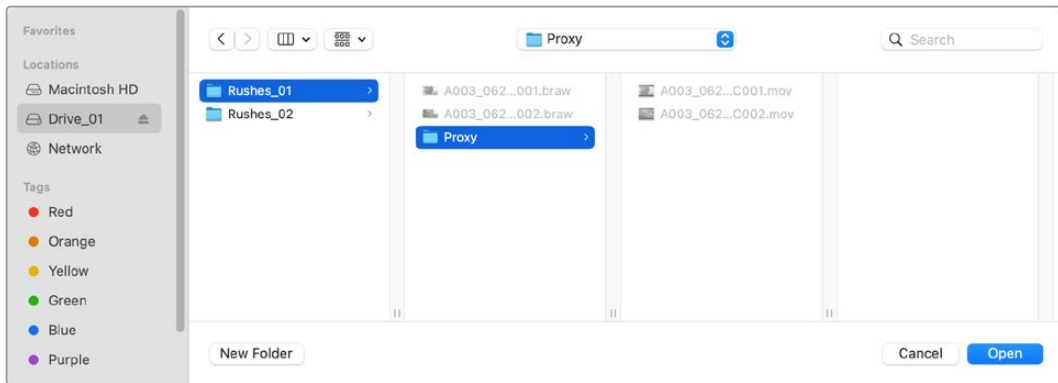 Favorites
Locations
Macintosh HD
Drive_01
Network
Tags
Red
Orange
Yellow
Green
Blue
Purple
Proxy
Search
Rushes_01
Rushes_02
A003_062...001.braw
A003_062...002.braw
Proxy
A003_062...C001.mov
A003_062...C002.mov
New Folder
Cancel
Open